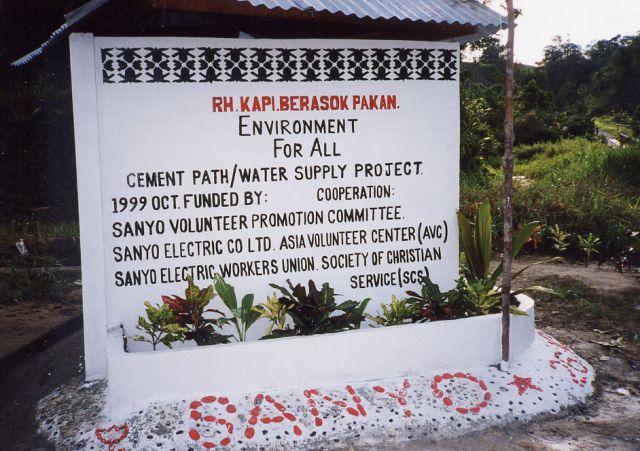 RH.KAPI.BERASOK PAKAN.
ENVIRONMENT
FOR ALL
CEMENT PATH/WATER SUPPLY PROJECT.
1999 OCT. FUNDED BY: COOPERATION:
SANYO VOLUNTEER PROMOTION COMMITTEE.
SANYO ELECTRIC CO LTD. ASIA VOLUNTEER CENTER (AVC)
SANYO ELECTRIC WORKERS UNION. SOCIETY OF CHRISTIAN
SERVICE (SCS)
SANYO